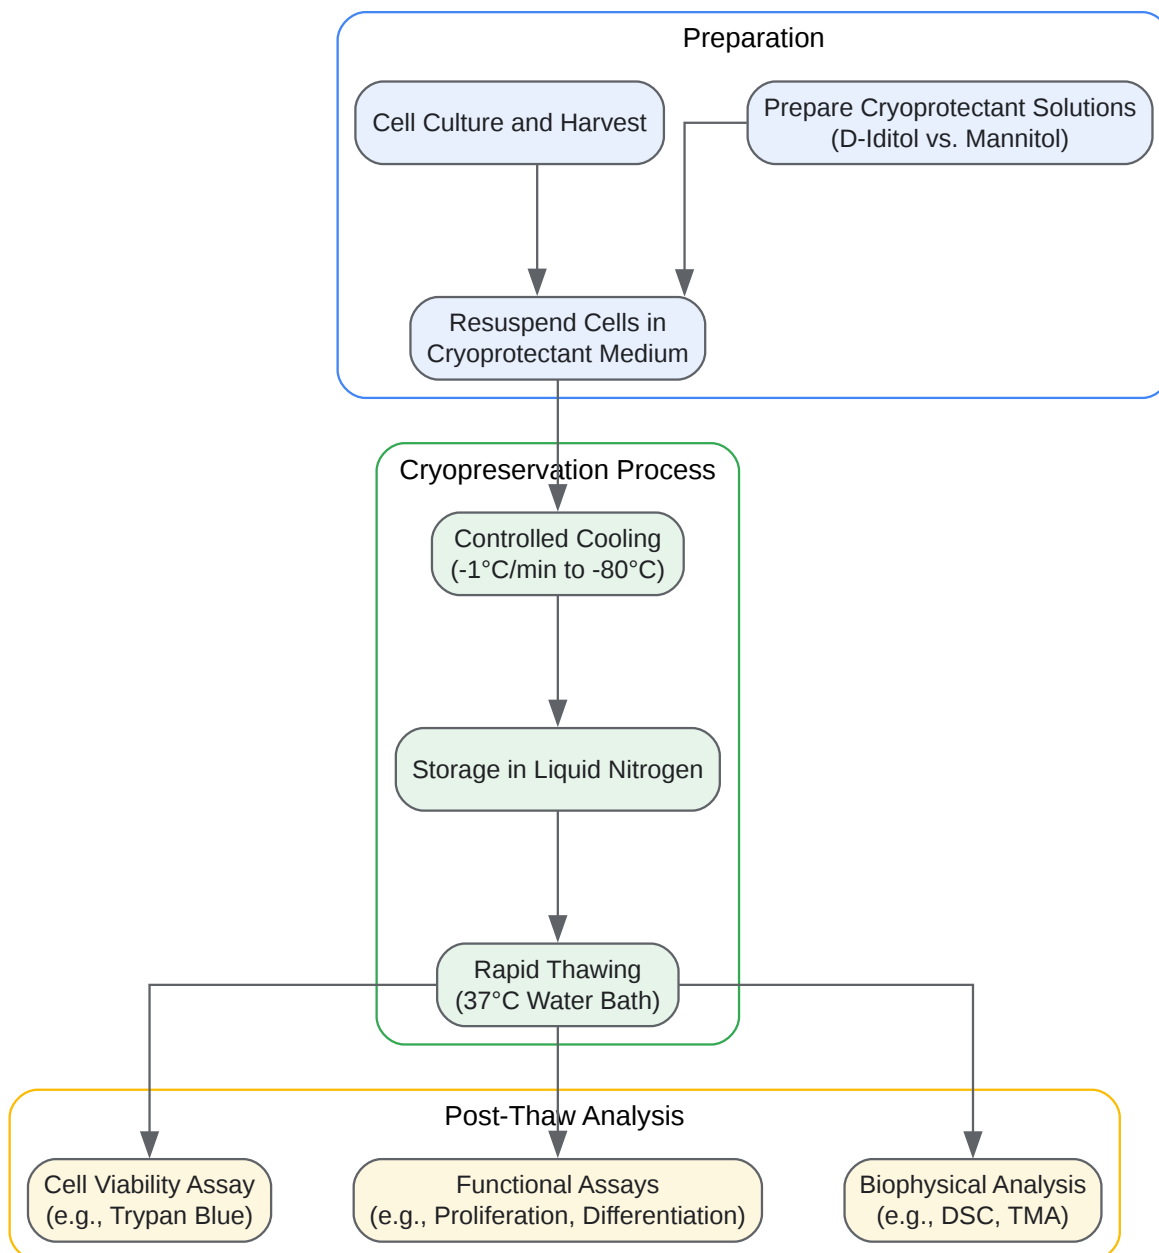 Preparation
Cell Culture and Harvest
Prepare Cryoprotectant Solutions
(D-Iditol vs. Mannitol)
Resuspend Cells in
Cryoprotectant Medium
Cryopreservation Process
Controlled Cooling
(-1°C/min to -80°C)
Storage in Liquid Nitrogen
Rapid Thawing
(37°C Water Bath)
Post-Thaw Analysis
Cell Viability Assay
(e.g., Trypan Blue)
Functional Assays
(e.g., Proliferation, Differentiation)
Biophysical Analysis
(e.g., DSC, TMA)